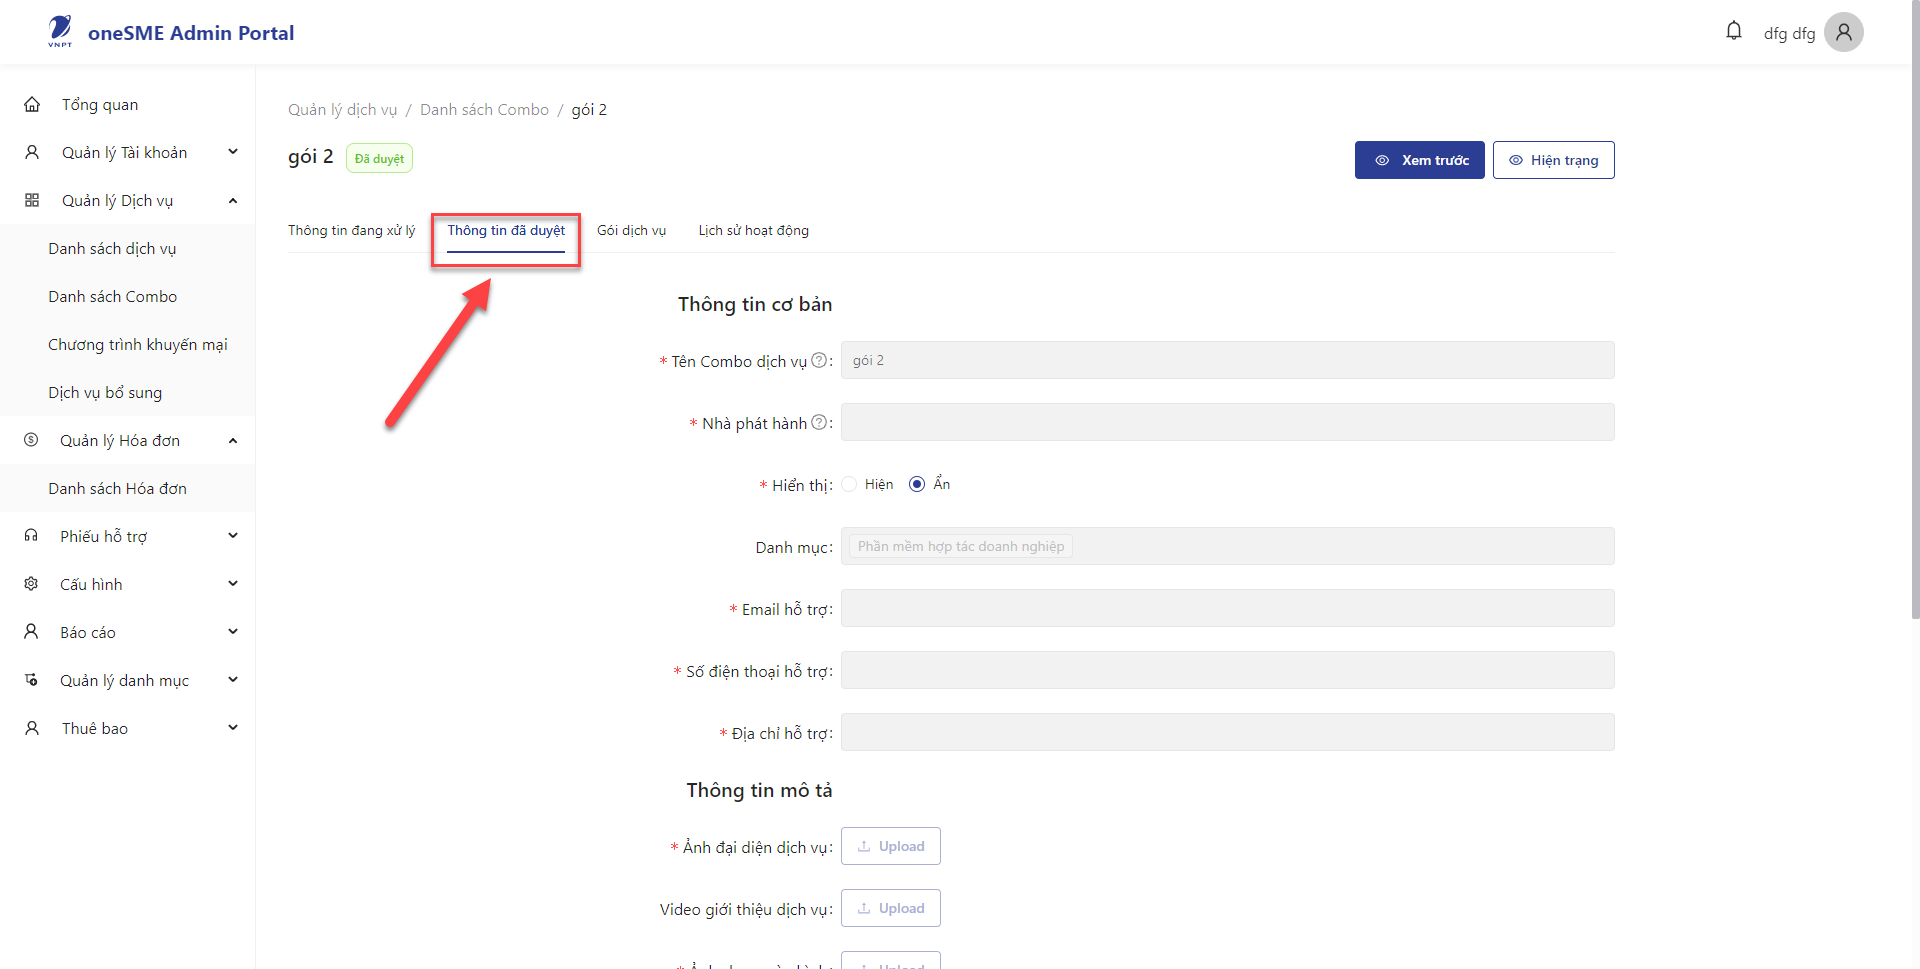 VNPT
oneSME Admin Portal
dfg dfg
Tổng quan
Quản lý Tài khoản
Quản lý Dịch vụ
Danh sách dịch vụ
Danh sách Combo
Chương trình khuyến mại
Dịch vụ bổ sung
Quản lý Hóa đơn
Danh sách Hóa đơn
Phiếu hỗ trợ
Cấu hình
Báo cáo
Quản lý danh mục
Thuê bao
Quản lý dịch vụ / Danh sách Combo / gói 2
gói 2 Đã duyệt
Xem trước Hiện trạng
Thông tin đang xử lý Thông tin đã duyệt Gói dịch vụ Lịch sử hoạt động
Thông tin cơ bản
* Tên Combo dịch vụ ? : gói 2
* Nhà phát hành ? :
* Hiển thị: Hiện Ẩn
Danh mục: Phần mềm hợp tác doanh nghiệp
* Email hỗ trợ:
* Số điện thoại hỗ trợ:
* Địa chỉ hỗ trợ:
Thông tin mô tả
* Ảnh đại diện dịch vụ: Upload
Video giới thiệu dịch vụ: Upload
Upload